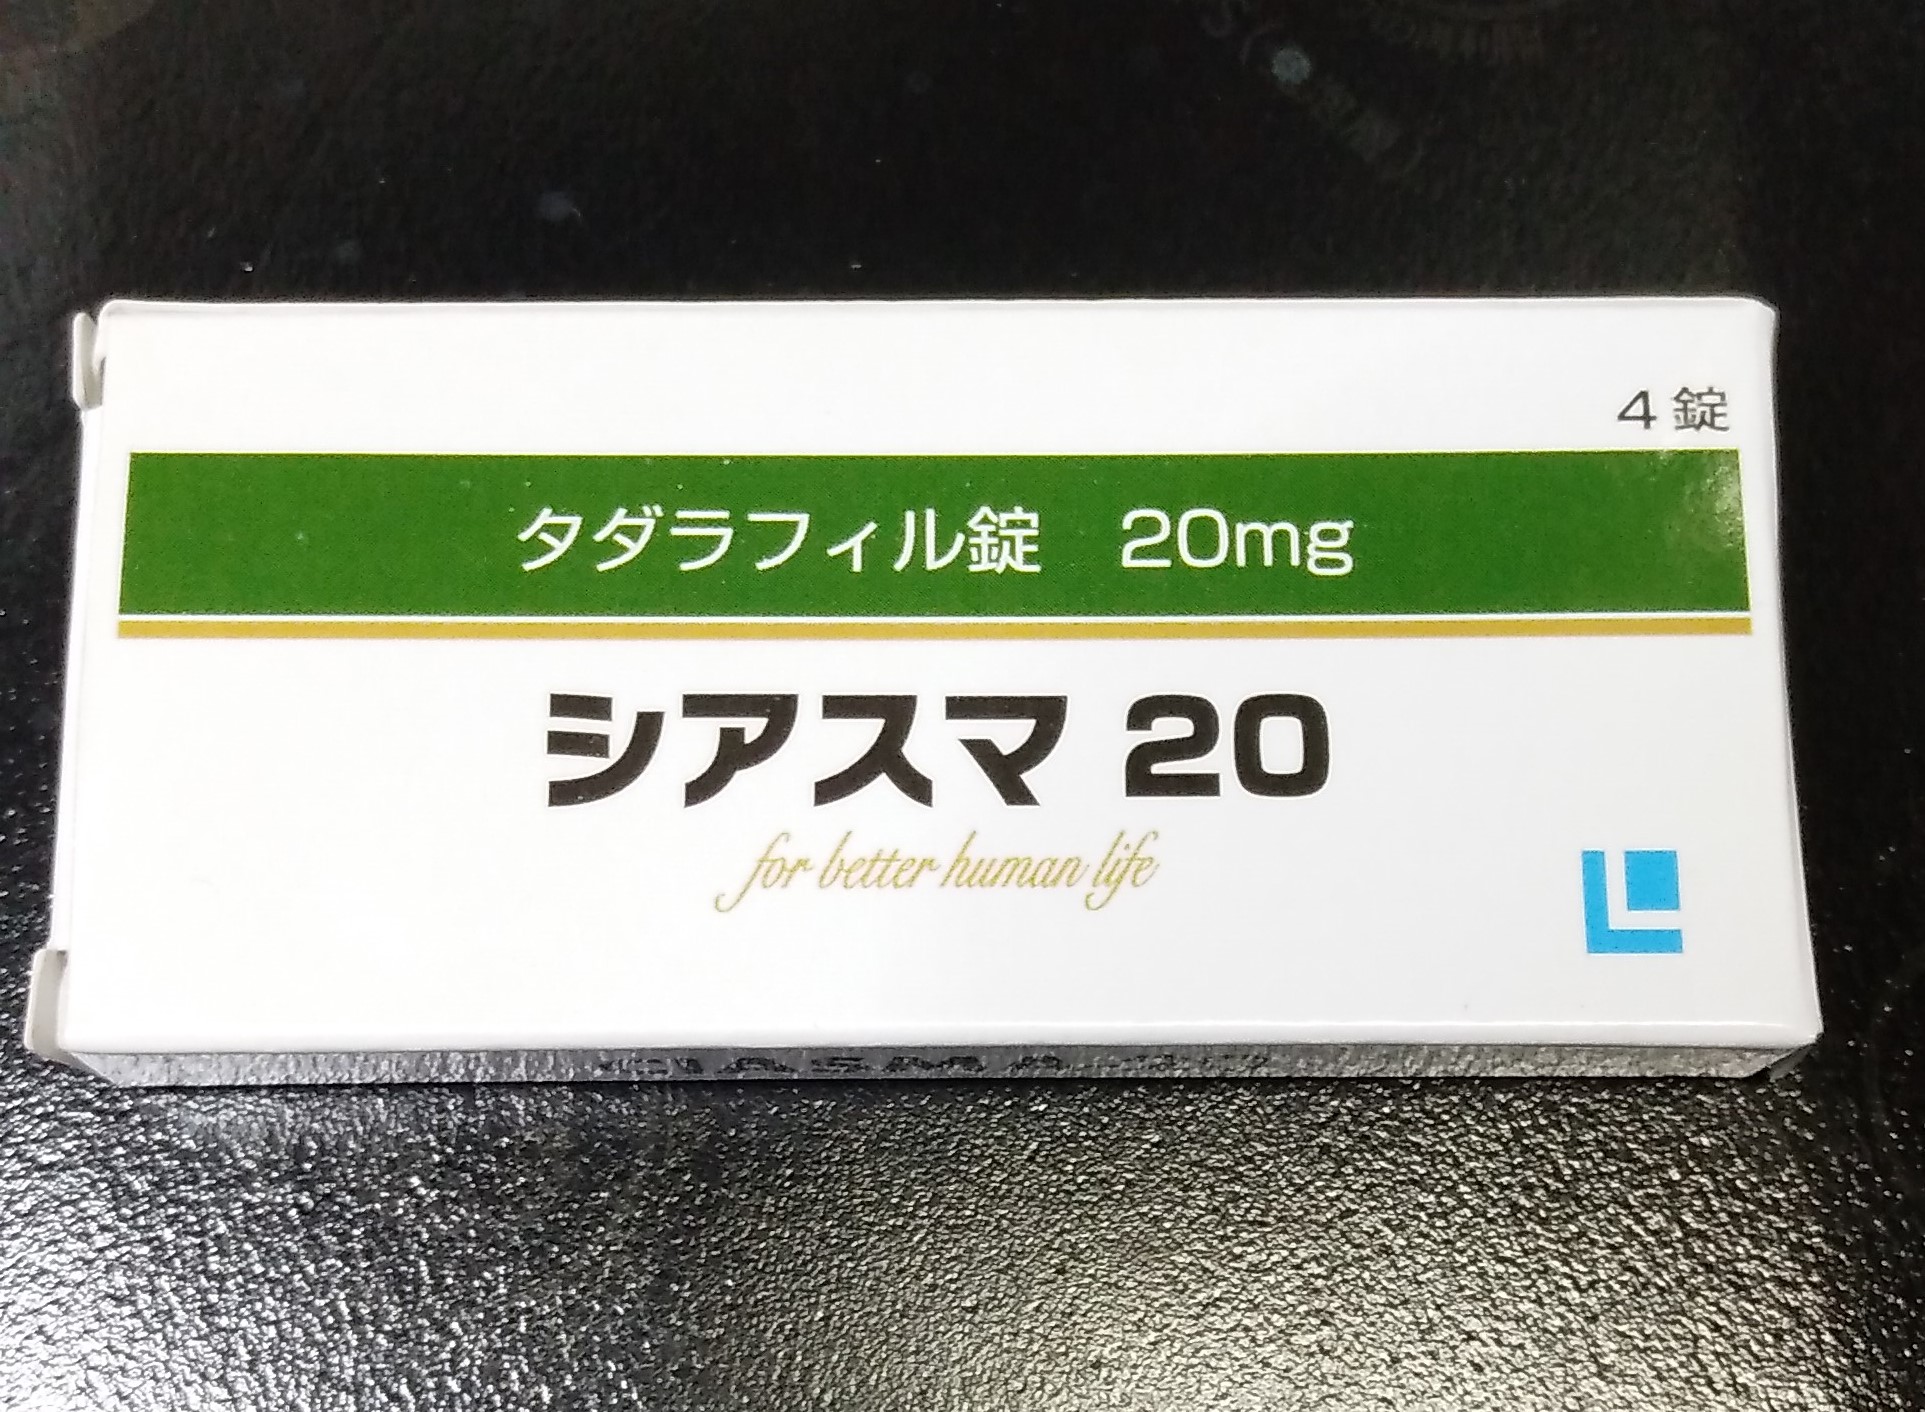 4錠
タダラフィル錠 20mg
シアスマ 20
for better human life